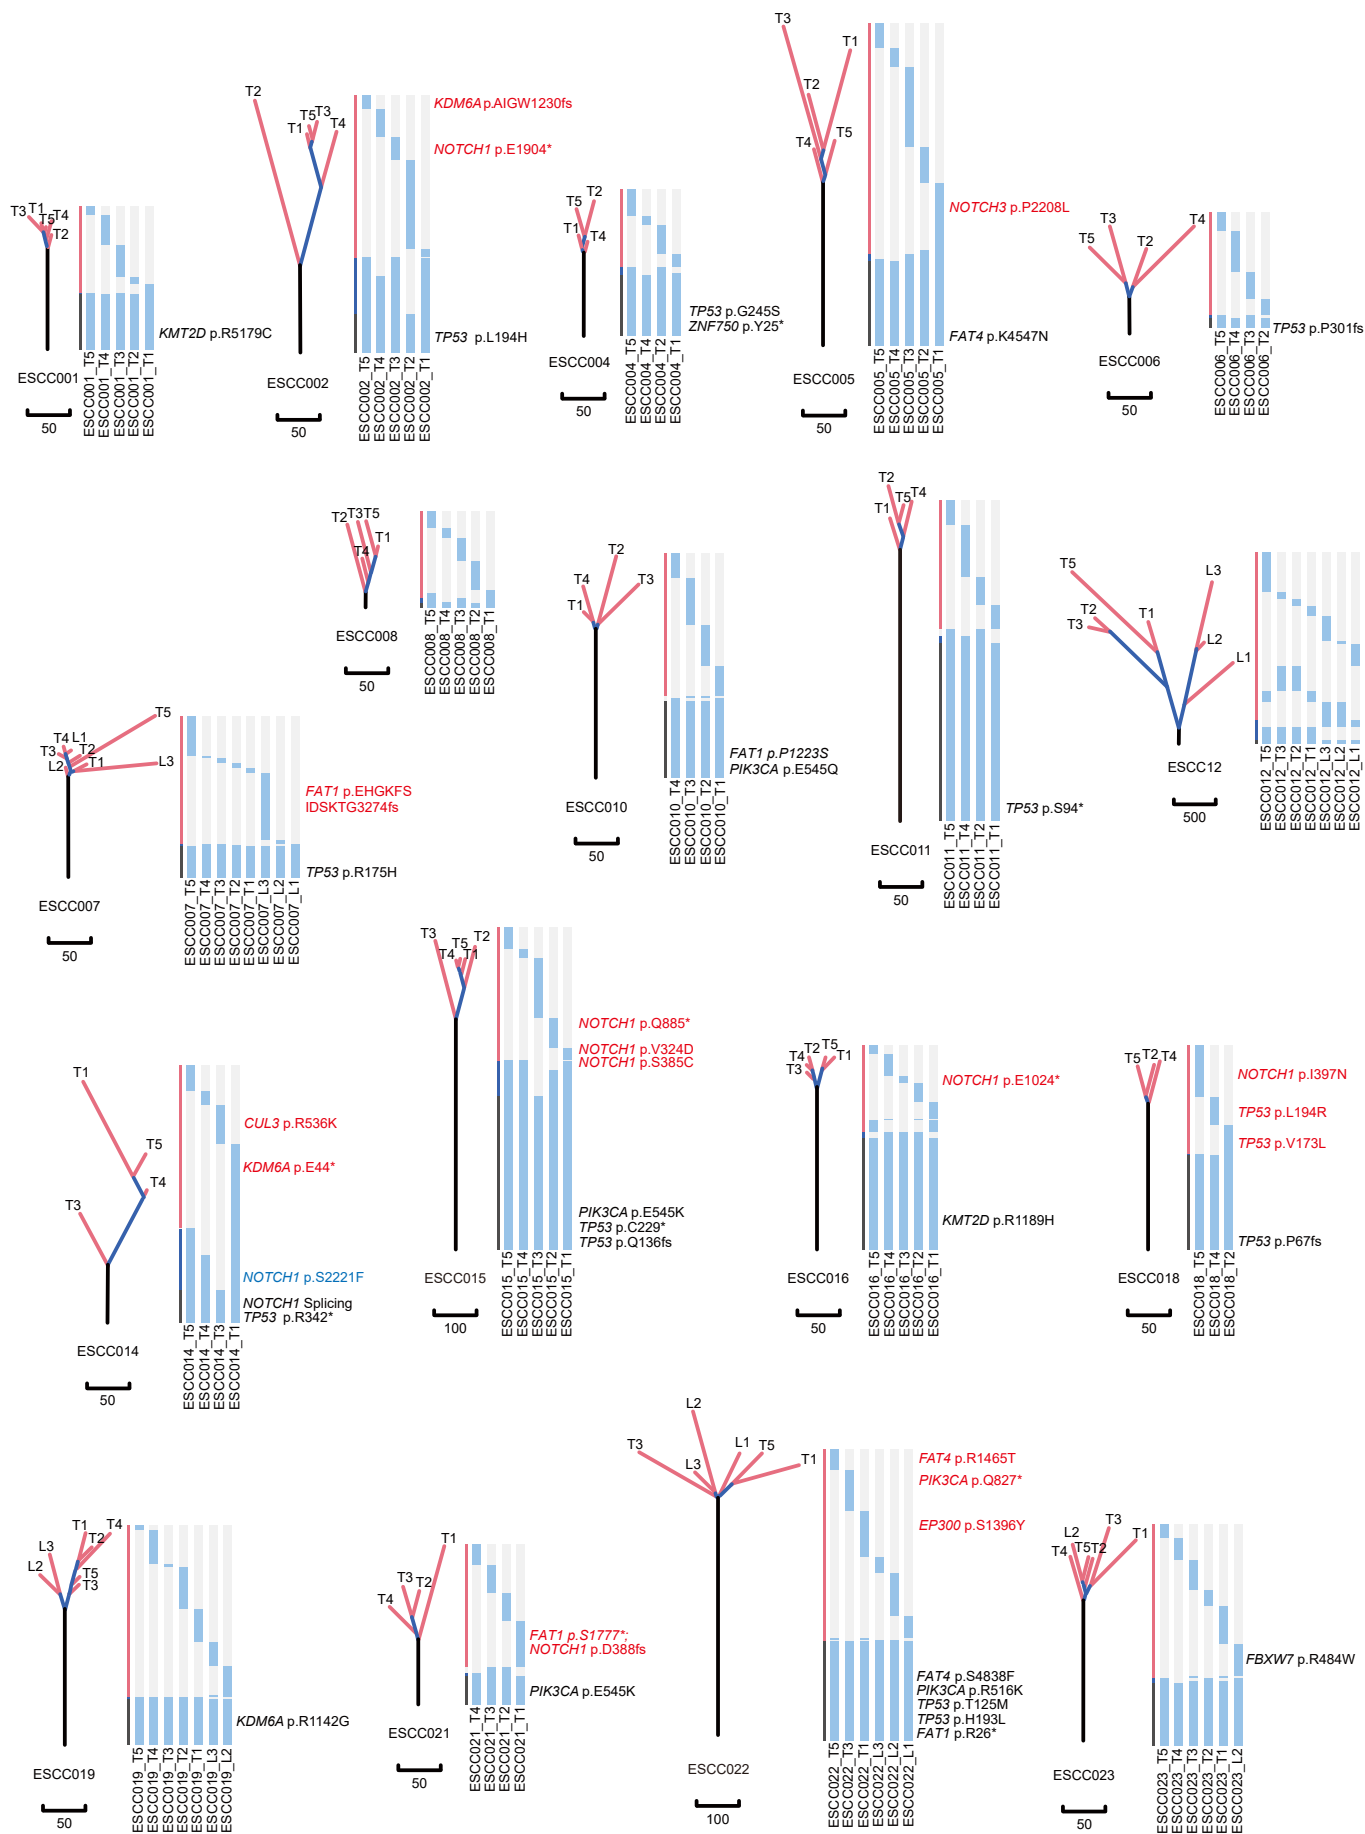 T3 T1 T4
T5
T2
ESCC001
50
ESCC001_T5
ESCC001_T4
ESCC001_T3
ESCC001_T2
ESCC001_T1
KMT2D p.R5179C
T2
T5 T3
T1 T4
ESCC002
50
ESCC002_T5
ESCC002_T4
ESCC002_T3
ESCC002_T2
ESCC002_T1
KDM6A p.AIGW1230fs
NOTCH1 p.E1904*
TP53 p.L194H
T5 T2
T1 T4
ESCC004
50
ESCC004_T5
ESCC004_T4
ESCC004_T2
ESCC004_T1
TP53 p.G245S
ZNF750 p.Y25*
T3
T1
T2
T4 T5
ESCC005
50
ESCC005_T5
ESCC005_T4
ESCC005_T3
ESCC005_T2
ESCC005_T1
NOTCH3 p.P2208L
FAT4 p.K4547N
T3 T4
T5 T2
ESCC006
50
ESCC006_T5
ESCC006_T4
ESCC006_T3
ESCC006_T2
TP53 p.P301fs
T2 T3 T5
T1
T4
ESCC008
50
ESCC008_T5
ESCC008_T4
ESCC008_T3
ESCC008_T2
ESCC008_T1
T2
T4 T3
T1
ESCC010
50
ESCC010_T4
ESCC010_T3
ESCC010_T2
ESCC010_T1
FAT1 p.P1223S
PIK3CA p.E545Q
T2
T5 T4
T1
ESCC011
50
ESCC011_T5
ESCC011_T4
ESCC011_T2
ESCC011_T1
TP53 p.S94*
T5 L3
T2 T1
T3 L2
L1
ESCC12
500
ESCC012_T5
ESCC012_T3
ESCC012_T2
ESCC012_T1
ESCC012_L3
ESCC012_L2
ESCC012_L1
T5
T4 L1
T3 T2
L2 T1 L3
ESCC007
50
ESCC007_T5
ESCC007_T4
ESCC007_T3
ESCC007_T2
ESCC007_T1
ESCC007_L3
ESCC007_L2
ESCC007_L1
FAT1 p.EHGKFS
IDSKTG3274fs
TP53 p.R175H
T1
T5
T4
T3
ESCC014
50
ESCC014_T5
ESCC014_T4
ESCC014_T3
ESCC014_T1
CUL3 p.R536K
KDM6A p.E44*
NOTCH1 p.S2221F
NOTCH1 Splicing
TP53 p.R342*
T3 T5 T2
T4 T1
ESCC015
100
ESCC015_T5
ESCC015_T4
ESCC015_T3
ESCC015_T2
ESCC015_T1
NOTCH1 p.Q885*
NOTCH1 p.V324D
NOTCH1 p.S385C
PIK3CA p.E545K
TP53 p.C229*
TP53 p.Q136fs
T2 T5
T4 T1
T3
ESCC016
50
ESCC016_T5
ESCC016_T4
ESCC016_T3
ESCC016_T2
ESCC016_T1
NOTCH1 p.E1024*
KMT2D p.R1189H
T5 T2 T4
ESCC018
50
ESCC018_T5
ESCC018_T4
ESCC018_T2
NOTCH1 p.I397N
TP53 p.L194R
TP53 p.V173L
TP53 p.P67fs
T1 T4
L3 T2
L2 T5
T3
ESCC019
50
ESCC019_T5
ESCC019_T4
ESCC019_T3
ESCC019_T2
ESCC019_T1
ESCC019_L3
ESCC019_L2
KDM6A p.R1142G
T1
T3 T2
T4
ESCC021
50
ESCC021_T4
ESCC021_T3
ESCC021_T2
ESCC021_T1
FAT1 p.S1777*;
NOTCH1 p.D388fs
PIK3CA p.E545K
L2
T3 L1 T5
L3 T1
ESCC022
100
ESCC022_T5
ESCC022_T3
ESCC022_T1
ESCC022_L3
ESCC022_L2
ESCC022_L1
FAT4 p.R1465T
PIK3CA p.Q827*
EP300 p.S1396Y
FAT4 p.S4838F
PIK3CA p.R516K
TP53 p.T125M
TP53 p.H193L
FAT1 p.R26*
L2 T3 T1
T4 T5 T2
ESCC023
50
ESCC023_T5
ESCC023_T4
ESCC023_T3
ESCC023_T2
ESCC023_T1
ESCC023_L2
FBXW7 p.R484W